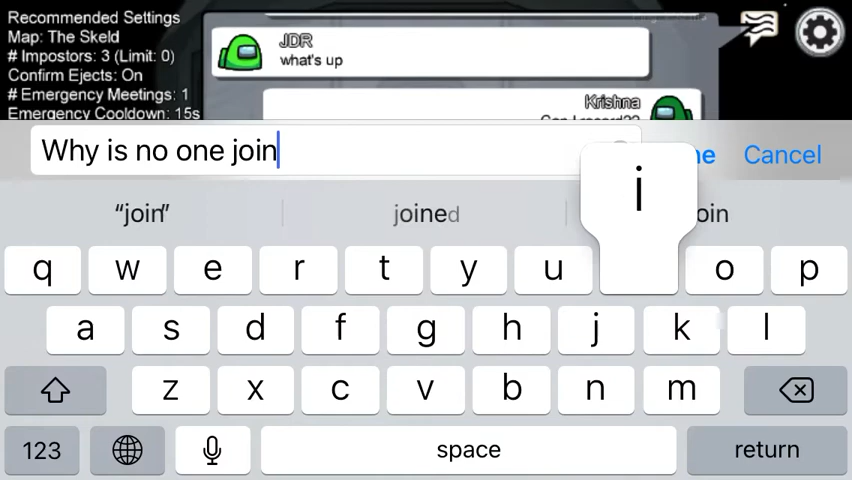 Recommended Settings
Map: The Skeld
# Impostors: 3 (Limit: 0)
Confirm Ejects: On
# Emergency Meetings: 1
Emergency Cooldown: 15s
JDR
what's up
Krishna
Why is no one join
Cancel
“join” joined
i
q w e r t y u o p
a s d f g h j k l
z x c v b n m
123 space return